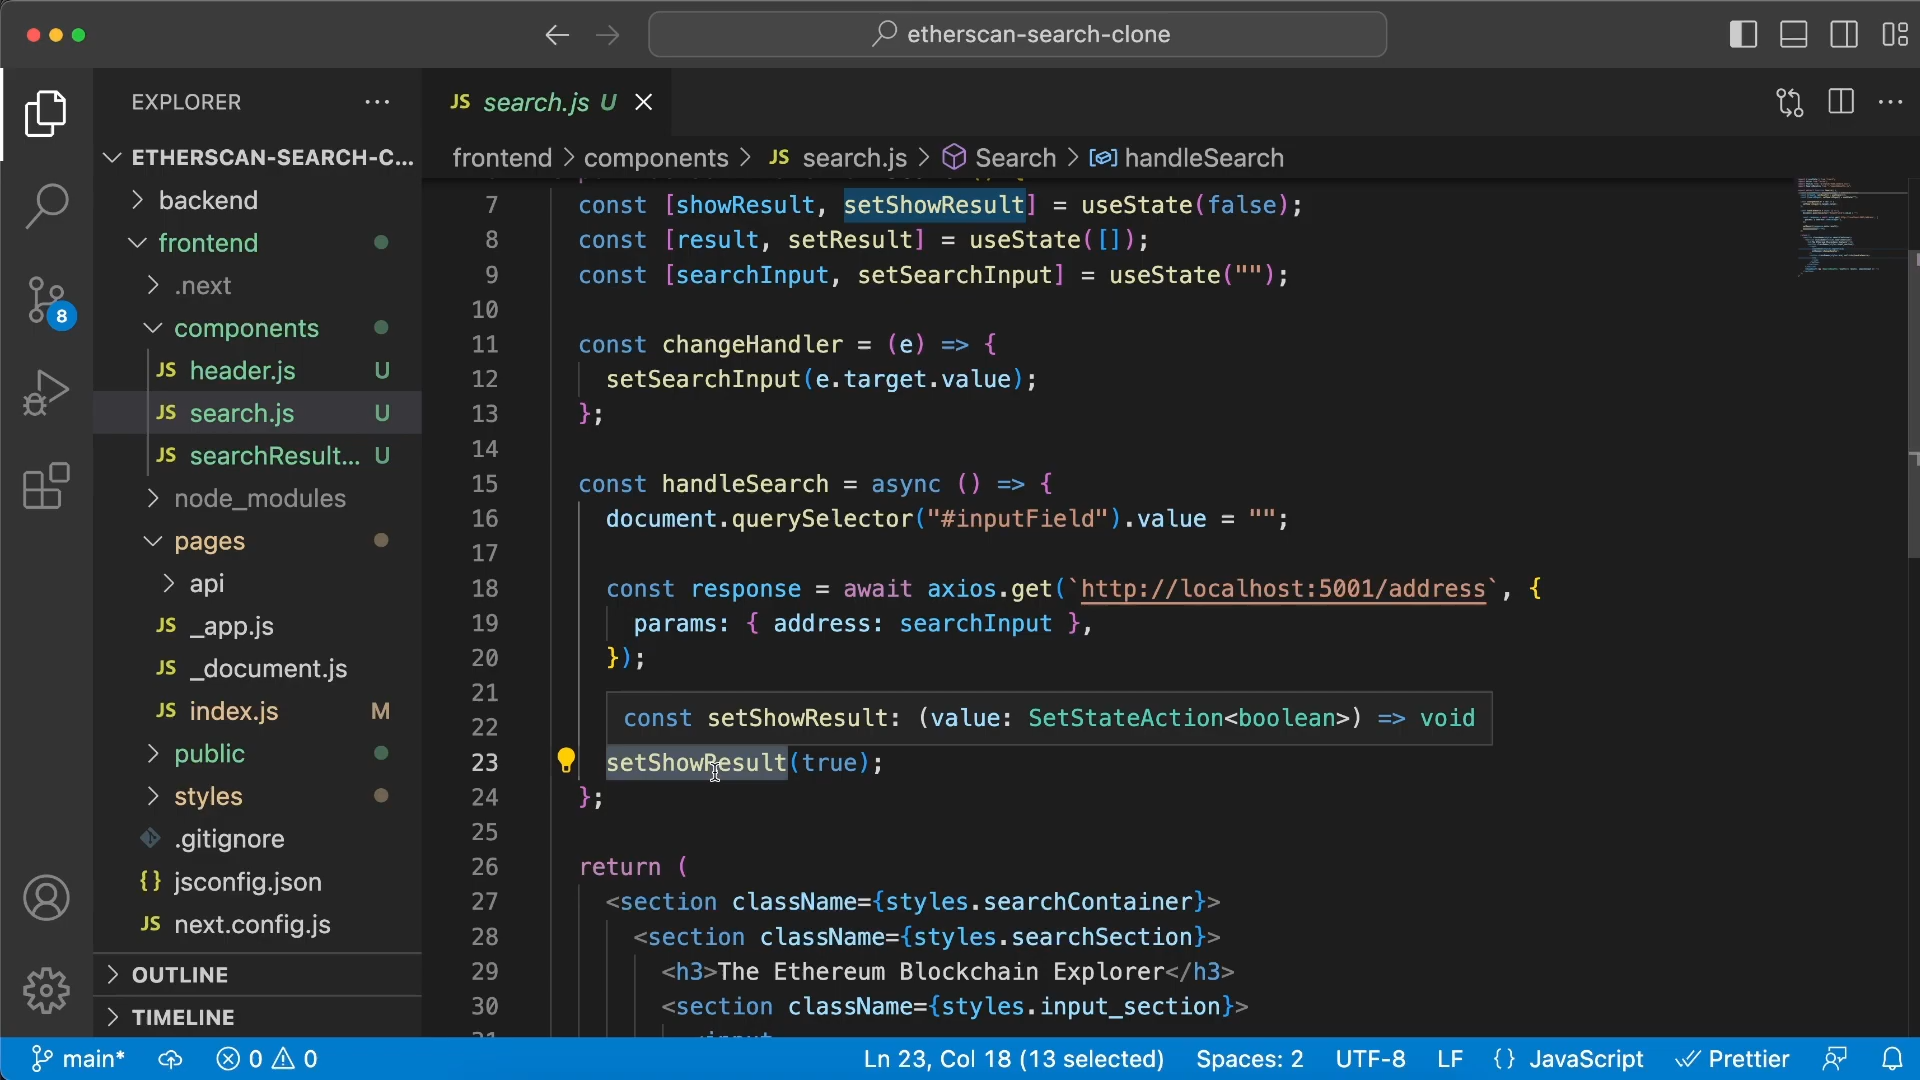 etherscan-search-clone
EXPLORER
JS search.js U
ETHERSCAN-SEARCH-C...
backend
frontend
.next
components
JS header.js U
JS search.js U
JS searchResult... U
node_modules
pages
api
JS _app.js
JS _document.js
JS index.js M
public
styles
.gitignore
{} jsconfig.json
JS next.config.js
OUTLINE
TIMELINE
8
frontend > components > JS search.js > Search > handleSearch
7 const [showResult, setShowResult] = useState(false);
8 const [result, setResult] = useState([]);
9 const [searchInput, setSearchInput] = useState("");
10
11 const changeHandler = (e) => {
12 setSearchInput(e.target.value);
13 };
14
15 const handleSearch = async () => {
16 document.querySelector("#inputField").value = "";
17
18 const response = await axios.get(`http://localhost:5001/address`, {
19 params: { address: searchInput },
20 });
21
22
const setShowResult: (value: SetStateAction<boolean>) => void
23 setShowResult(true);
24 };
25
26 return (
27 <section className={styles.searchContainer}>
28 <section className={styles.searchSection}>
29 <h3>The Ethereum Blockchain Explorer</h3>
30 <section className={styles.input_section}>
main* 0 0 Ln 23, Col 18 (13 selected) Spaces: 2 UTF-8 LF {} JavaScript Prettier